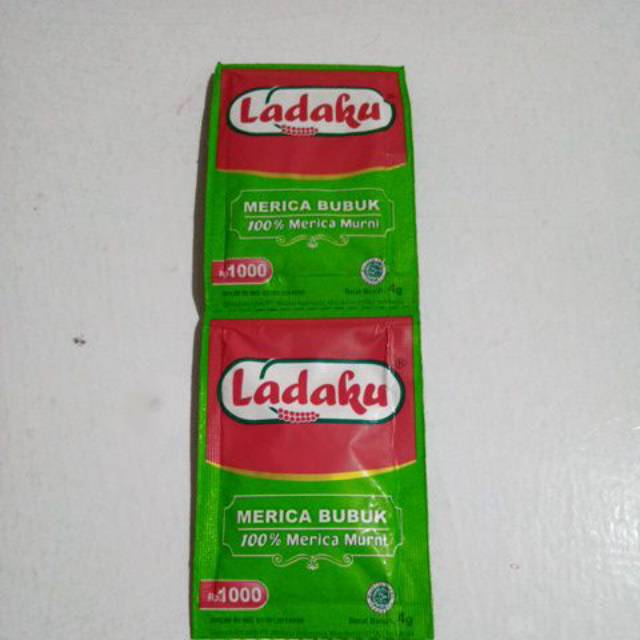 Ladaku
MERICA BUBUK
100% Merica Murni
Rp1000
4g
Ladaku®
MERICA BUBUK
100% Merica Murni
Rp1000
4g